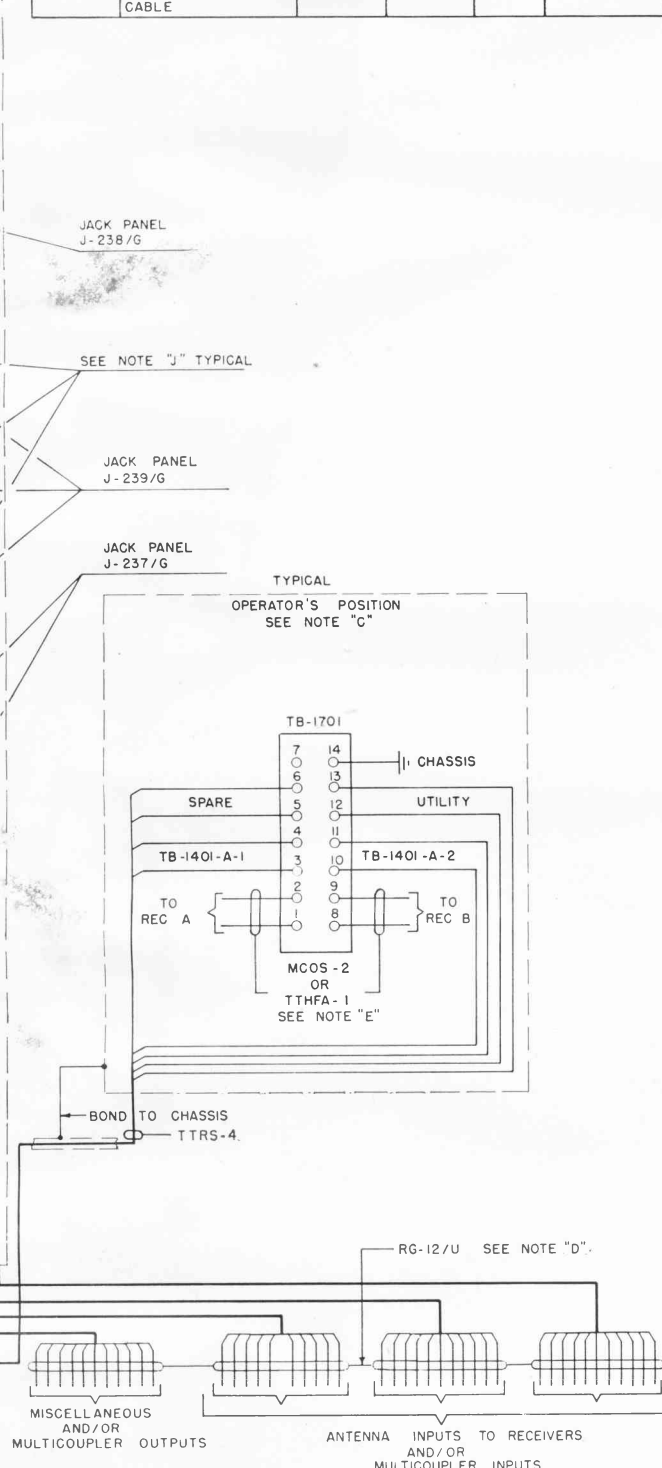 CABLE
JACK PANEL
J-238/G
SEE NOTE "J" TYPICAL
JACK PANEL
J-239/G
JACK PANEL
J-237/G
TYPICAL
OPERATOR'S POSITION
SEE NOTE "C"
TB-1701
7 14
CHASSIS
6 13
SPARE 5 12 UTILITY
4 11
TB-1401-A-1 3 10 TB-1401-A-2
2 9
TO
REC A
TO
REC B
1 8
MCOS-2
OR
TTHFA-1
SEE NOTE "E"
BOND TO CHASSIS
TTRS-4.
RG-12/U SEE NOTE "D".
MISCELLANEOUS
AND/OR
MULTICOUPLER OUTPUTS
ANTENNA INPUTS TO RECEIVERS
AND/OR
MULTICOUPLER INPUTS